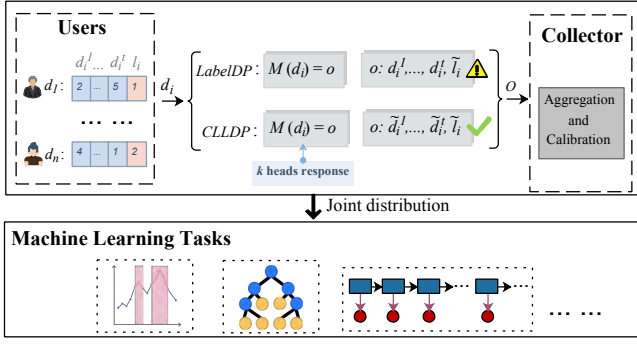 Users
d_i^1 ... d_i^t l_i
d_1: 2 ... 5 1
... ...
d_n: 4 ... 1 2
d_i
LabelDP: M(d_i) = o
o: d_i^1,..., d_i^t, l̃_i
CLLDP: M(d_i) = o
o: d̃_i^1,..., d̃_i^t, l̃_i
k heads response
O
Collector
Aggregation
and
Calibration
Joint distribution
Machine Learning Tasks
... ...
... ...